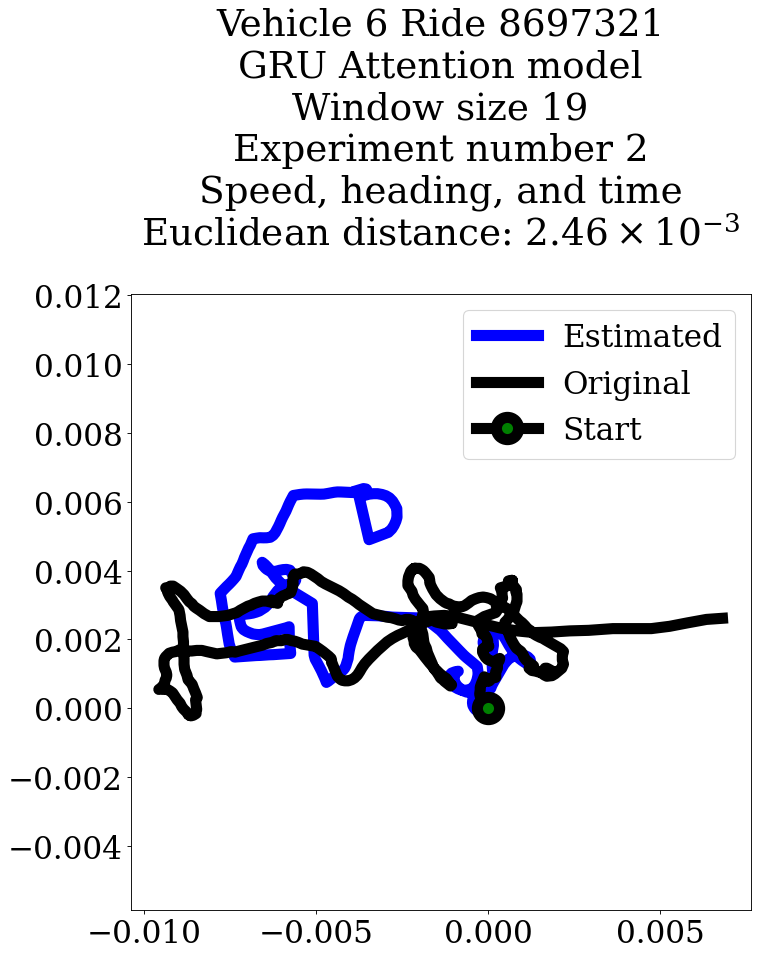 Vehicle 6 Ride 8697321
GRU Attention model
Window size 19
Experiment number 2
Speed, heading, and time
Euclidean distance: 2.46 × 10⁻³
0.012
0.010
0.008
0.006
0.004
0.002
0.000
−0.002
−0.004
Estimated
Original
Start
−0.010
−0.005
0.000
0.005